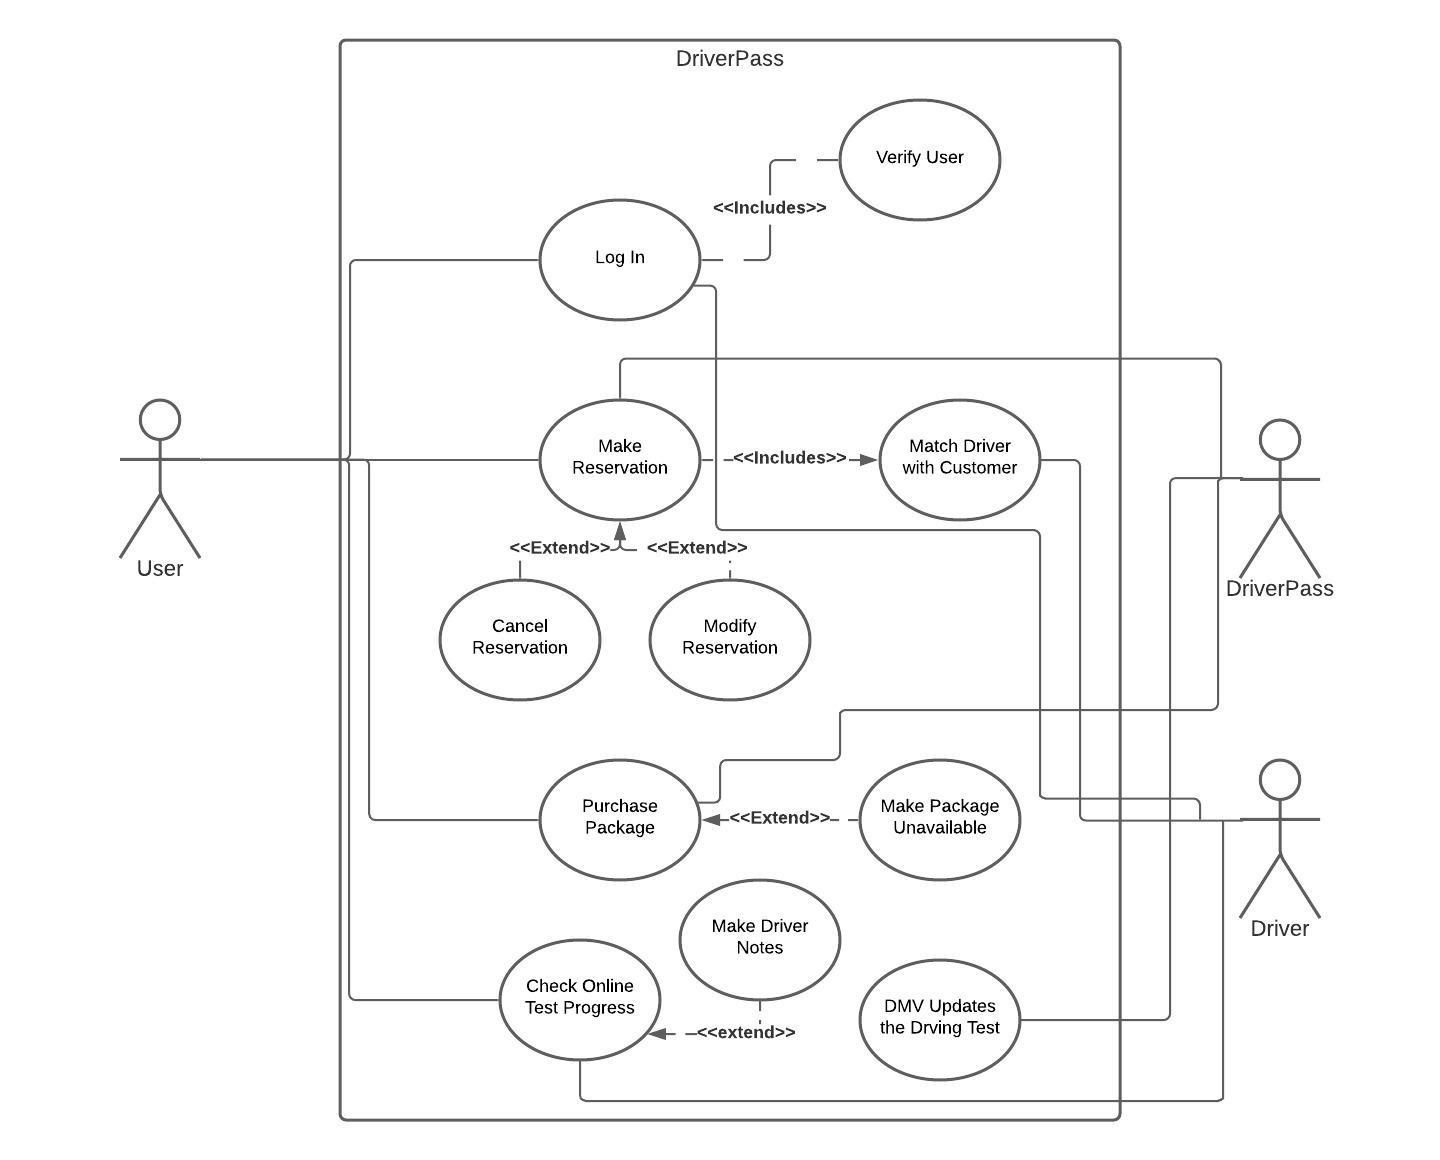 DriverPass
Verify User
<<Includes>>
Log In
Make
Reservation
<<Includes>>
Match Driver
with Customer
User
<<Extend>>
<<Extend>>
DriverPass
Cancel
Reservation
Modify
Reservation
Purchase
Package
<<Extend>>
Make Package
Unavailable
Driver
Make Driver
Notes
Check Online
Test Progress
<<extend>>
DMV Updates
the Drving Test